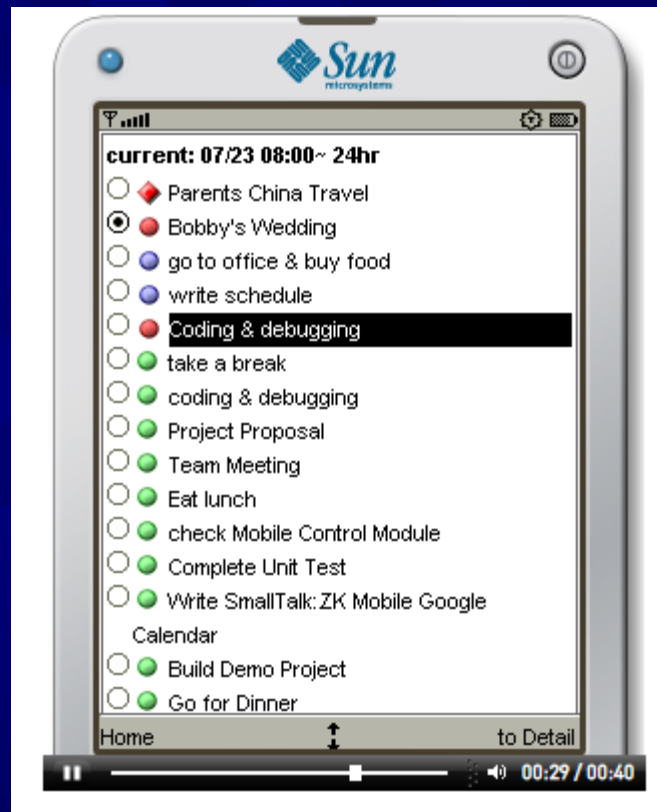 Sun
microsystems
current: 07/23 08:00~ 24hr
Parents China Travel
Bobby's Wedding
go to office & buy food
write schedule
Coding & debugging
take a break
coding & debugging
Project Proposal
Team Meeting
Eat lunch
check Mobile Control Module
Complete Unit Test
Write SmallTalk: ZK Mobile Google
Calendar
Build Demo Project
Go for Dinner
Home to Detail
00:29 / 00:40